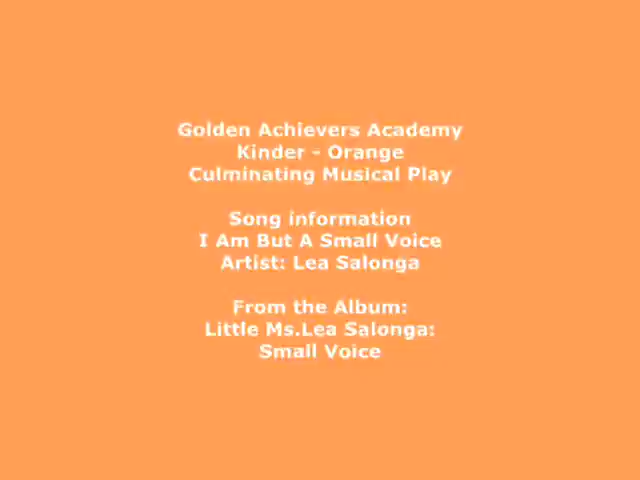 Golden Achievers Academy
Kinder - Orange
Culminating Musical Play
Song information
I Am But A Small Voice
Artist: Lea Salonga
From the Album:
Little Ms.Lea Salonga:
Small Voice